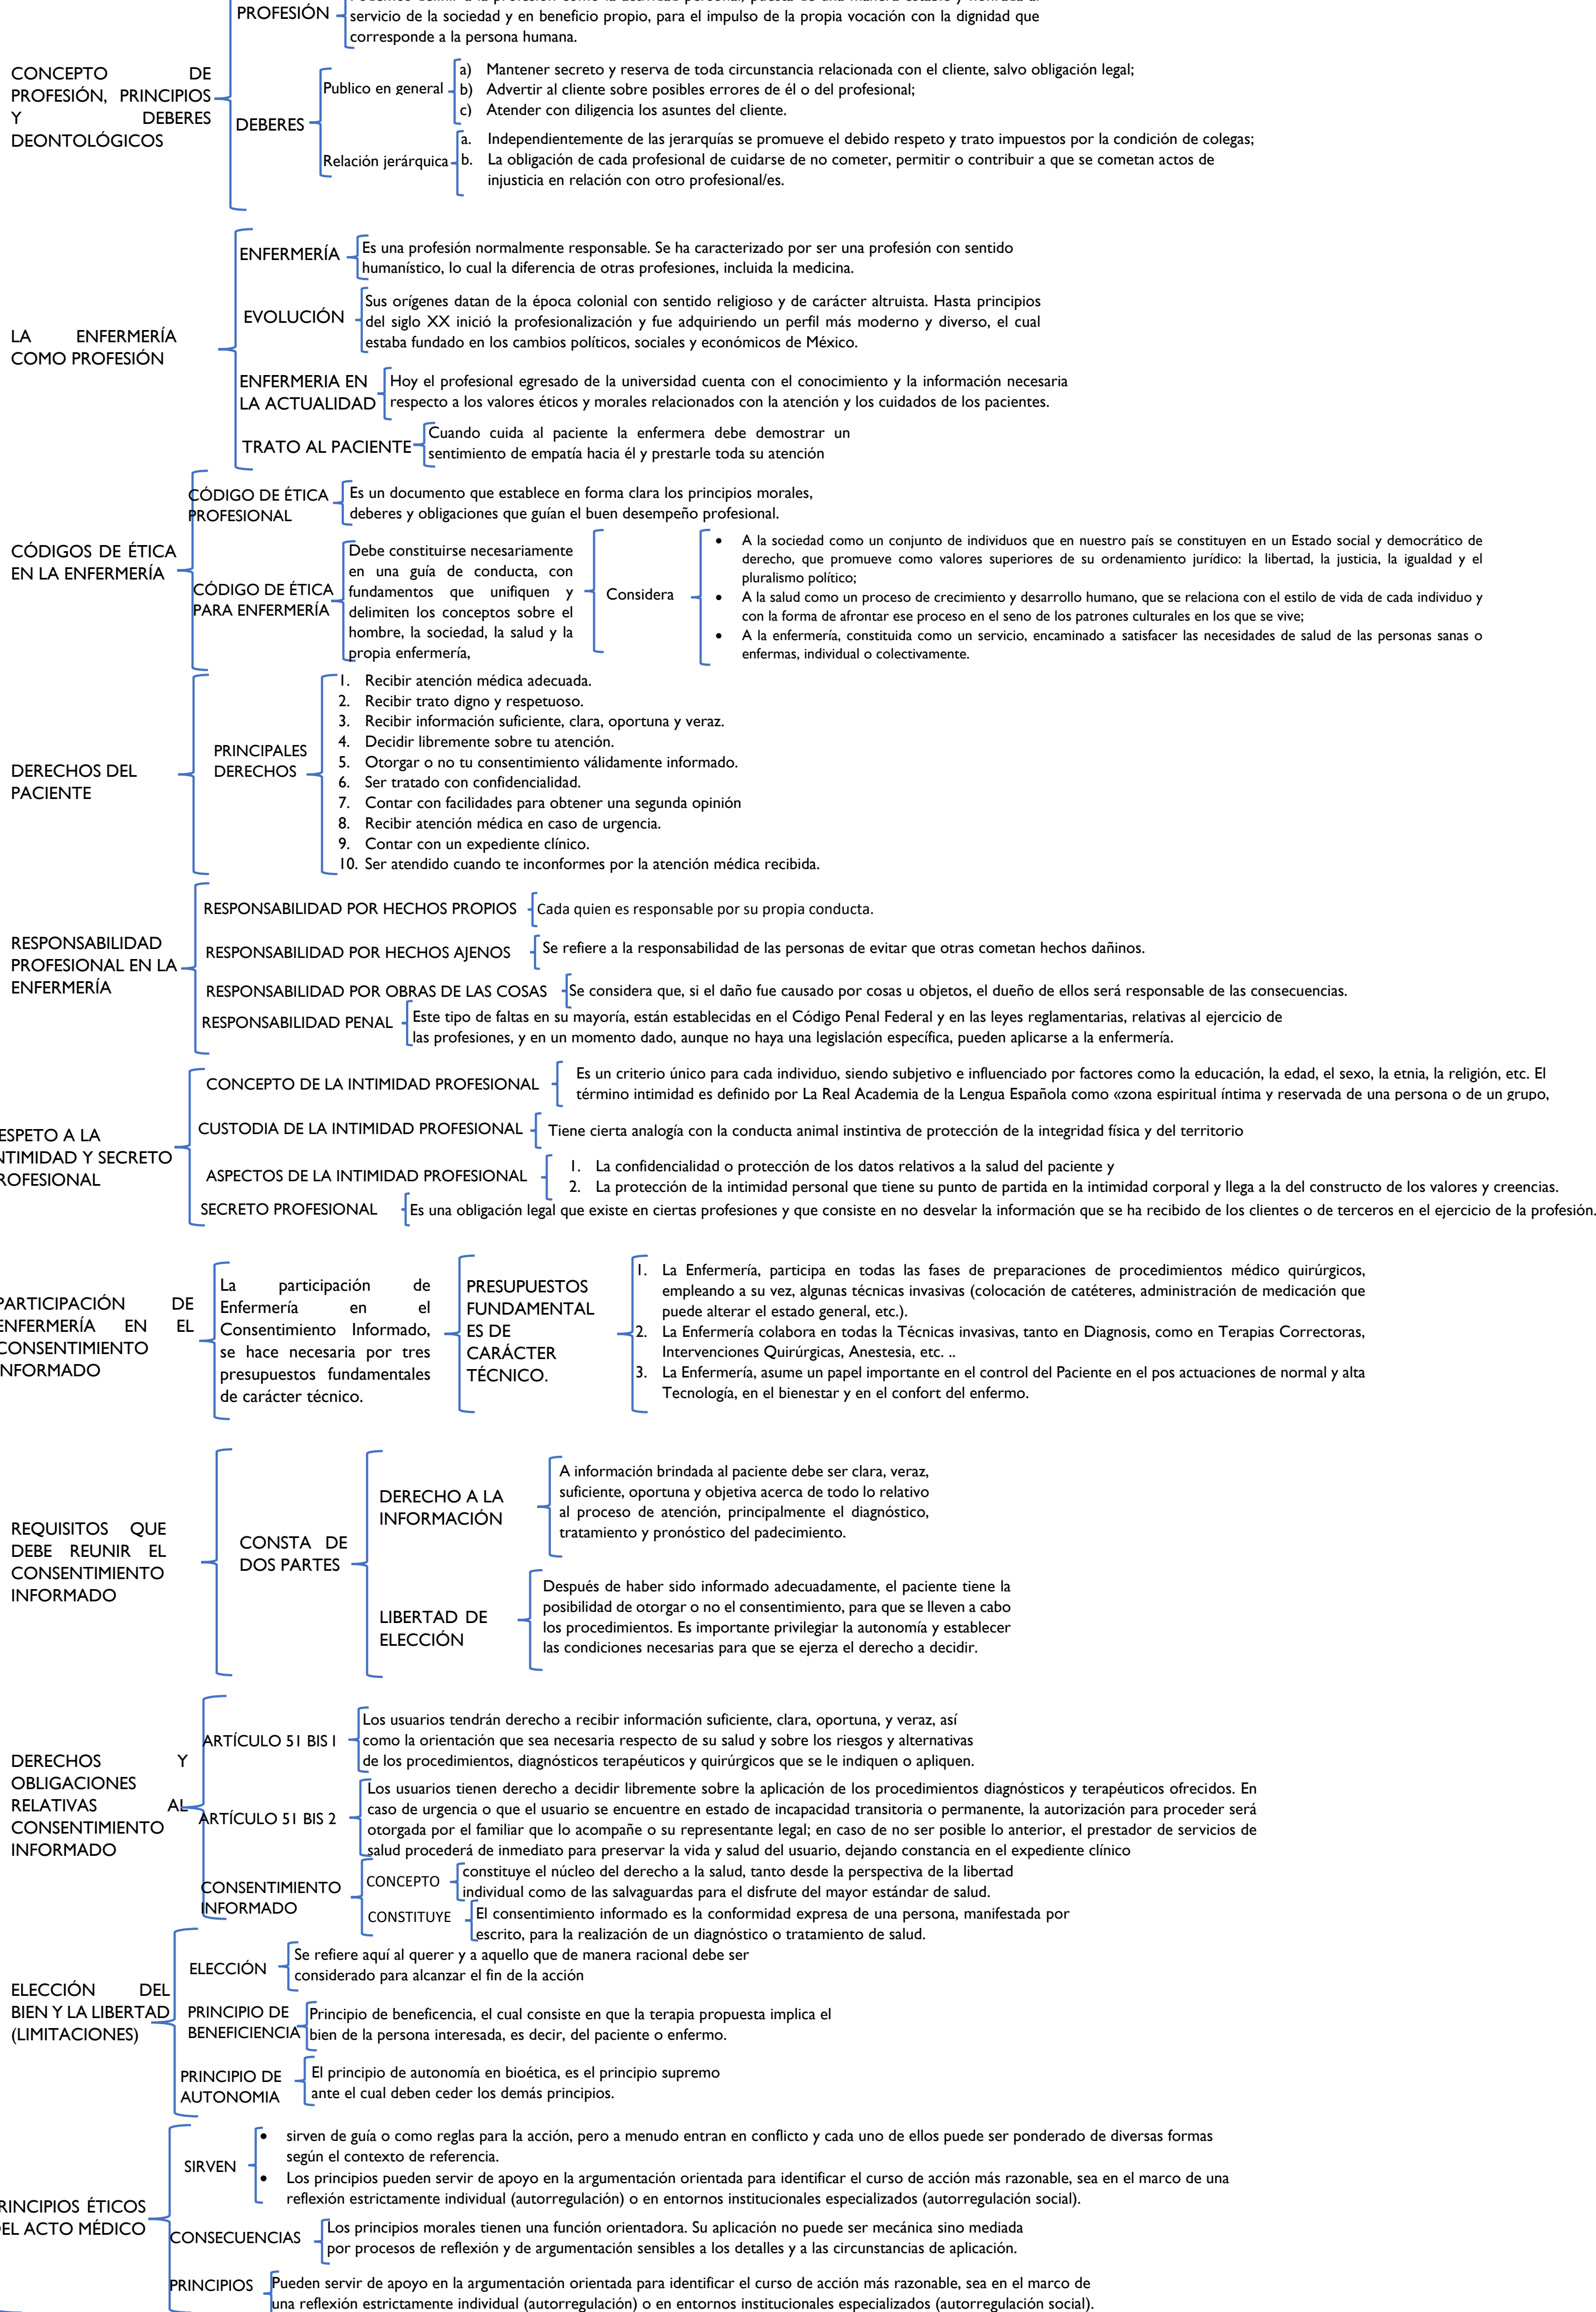 PROFESIÓN
servicio de la sociedad y en beneficio propio, para el impulso de la propia vocación con la dignidad que
corresponde a la persona humana.
CONCEPTO DE
PROFESIÓN, PRINCIPIOS
Y DEBERES
DEONTOLÓGICOS
DEBERES
Publico en general
a) Mantener secreto y reserva de toda circunstancia relacionada con el cliente, salvo obligación legal;
b) Advertir al cliente sobre posibles errores de él o del profesional;
c) Atender con diligencia los asuntes del cliente.
Relación jerárquica
a. Independientemente de las jerarquías se promueve el debido respeto y trato impuestos por la condición de colegas;
b. La obligación de cada profesional de cuidarse de no cometer, permitir o contribuir a que se cometan actos de
injusticia en relación con otro profesional/es.
LA ENFERMERÍA
COMO PROFESIÓN
ENFERMERÍA
Es una profesión normalmente responsable. Se ha caracterizado por ser una profesión con sentido
humanístico, lo cual la diferencia de otras profesiones, incluida la medicina.
EVOLUCIÓN
Sus orígenes datan de la época colonial con sentido religioso y de carácter altruista. Hasta principios
del siglo XX inició la profesionalización y fue adquiriendo un perfil más moderno y diverso, el cual
estaba fundado en los cambios políticos, sociales y económicos de México.
ENFERMERIA EN
LA ACTUALIDAD
Hoy el profesional egresado de la universidad cuenta con el conocimiento y la información necesaria
respecto a los valores éticos y morales relacionados con la atención y los cuidados de los pacientes.
TRATO AL PACIENTE
Cuando cuida al paciente la enfermera debe demostrar un
sentimiento de empatía hacia él y prestarle toda su atención
CÓDIGOS DE ÉTICA
EN LA ENFERMERÍA
CÓDIGO DE ÉTICA
PROFESIONAL
Es un documento que establece en forma clara los principios morales,
deberes y obligaciones que guían el buen desempeño profesional.
CÓDIGO DE ÉTICA
PARA ENFERMERÍA
Debe constituirse necesariamente
en una guía de conducta, con
fundamentos que unifiquen y
delimiten los conceptos sobre el
hombre, la sociedad, la salud y la
propia enfermería,
Considera
• A la sociedad como un conjunto de individuos que en nuestro país se constituyen en un Estado social y democrático de
derecho, que promueve como valores superiores de su ordenamiento jurídico: la libertad, la justicia, la igualdad y el
pluralismo político;
• A la salud como un proceso de crecimiento y desarrollo humano, que se relaciona con el estilo de vida de cada individuo y
con la forma de afrontar ese proceso en el seno de los patrones culturales en los que se vive;
• A la enfermería, constituida como un servicio, encaminado a satisfacer las necesidades de salud de las personas sanas o
enfermas, individual o colectivamente.
DERECHOS DEL
PACIENTE
PRINCIPALES
DERECHOS
1. Recibir atención médica adecuada.
2. Recibir trato digno y respetuoso.
3. Recibir información suficiente, clara, oportuna y veraz.
4. Decidir libremente sobre tu atención.
5. Otorgar o no tu consentimiento válidamente informado.
6. Ser tratado con confidencialidad.
7. Contar con facilidades para obtener una segunda opinión
8. Recibir atención médica en caso de urgencia.
9. Contar con un expediente clínico.
10. Ser atendido cuando te inconformes por la atención médica recibida.
RESPONSABILIDAD
PROFESIONAL EN LA
ENFERMERÍA
RESPONSABILIDAD POR HECHOS PROPIOS
Cada quien es responsable por su propia conducta.
RESPONSABILIDAD POR HECHOS AJENOS
Se refiere a la responsabilidad de las personas de evitar que otras cometan hechos dañinos.
RESPONSABILIDAD POR OBRAS DE LAS COSAS
Se considera que, si el daño fue causado por cosas u objetos, el dueño de ellos será responsable de las consecuencias.
RESPONSABILIDAD PENAL
Este tipo de faltas en su mayoría, están establecidas en el Código Penal Federal y en las leyes reglamentarias, relativas al ejercicio de
las profesiones, y en un momento dado, aunque no haya una legislación específica, pueden aplicarse a la enfermería.
ESPETO A LA
NTIMIDAD Y SECRETO
ROFESIONAL
CONCEPTO DE LA INTIMIDAD PROFESIONAL
Es un criterio único para cada individuo, siendo subjetivo e influenciado por factores como la educación, la edad, el sexo, la etnia, la religión, etc. El
término intimidad es definido por La Real Academia de la Lengua Española como «zona espiritual íntima y reservada de una persona o de un grupo,
CUSTODIA DE LA INTIMIDAD PROFESIONAL
Tiene cierta analogía con la conducta animal instintiva de protección de la integridad física y del territorio
ASPECTOS DE LA INTIMIDAD PROFESIONAL
1. La confidencialidad o protección de los datos relativos a la salud del paciente y
2. La protección de la intimidad personal que tiene su punto de partida en la intimidad corporal y llega a la del constructo de los valores y creencias.
SECRETO PROFESIONAL
Es una obligación legal que existe en ciertas profesiones y que consiste en no desvelar la información que se ha recibido de los clientes o de terceros en el ejercicio de la profesión.
PARTICIPACIÓN DE
ENFERMERÍA EN EL
CONSENTIMIENTO
INFORMADO
La participación de
Enfermería en el
Consentimiento Informado,
se hace necesaria por tres
presupuestos fundamentales
de carácter técnico.
PRESUPUESTOS
FUNDAMENTAL
ES DE
CARÁCTER
TÉCNICO.
1. La Enfermería, participa en todas las fases de preparaciones de procedimientos médico quirúrgicos,
empleando a su vez, algunas técnicas invasivas (colocación de catéteres, administración de medicación que
puede alterar el estado general, etc.).
2. La Enfermería colabora en todas la Técnicas invasivas, tanto en Diagnosis, como en Terapias Correctoras,
Intervenciones Quirúrgicas, Anestesia, etc. ..
3. La Enfermería, asume un papel importante en el control del Paciente en el pos actuaciones de normal y alta
Tecnología, en el bienestar y en el confort del enfermo.
REQUISITOS QUE
DEBE REUNIR EL
CONSENTIMIENTO
INFORMADO
CONSTA DE
DOS PARTES
DERECHO A LA
INFORMACIÓN
A información brindada al paciente debe ser clara, veraz,
suficiente, oportuna y objetiva acerca de todo lo relativo
al proceso de atención, principalmente el diagnóstico,
tratamiento y pronóstico del padecimiento.
LIBERTAD DE
ELECCIÓN
Después de haber sido informado adecuadamente, el paciente tiene la
posibilidad de otorgar o no el consentimiento, para que se lleven a cabo
los procedimientos. Es importante privilegiar la autonomía y establecer
las condiciones necesarias para que se ejerza el derecho a decidir.
DERECHOS Y
OBLIGACIONES
RELATIVAS AL
CONSENTIMIENTO
INFORMADO
ARTÍCULO 51 BIS 1
Los usuarios tendrán derecho a recibir información suficiente, clara, oportuna, y veraz, así
como la orientación que sea necesaria respecto de su salud y sobre los riesgos y alternativas
de los procedimientos, diagnósticos terapéuticos y quirúrgicos que se le indiquen o apliquen.
ARTÍCULO 51 BIS 2
Los usuarios tienen derecho a decidir libremente sobre la aplicación de los procedimientos diagnósticos y terapéuticos ofrecidos. En
caso de urgencia o que el usuario se encuentre en estado de incapacidad transitoria o permanente, la autorización para proceder será
otorgada por el familiar que lo acompañe o su representante legal; en caso de no ser posible lo anterior, el prestador de servicios de
salud procederá de inmediato para preservar la vida y salud del usuario, dejando constancia en el expediente clínico
CONSENTIMIENTO
INFORMADO
CONCEPTO
constituye el núcleo del derecho a la salud, tanto desde la perspectiva de la libertad
individual como de las salvaguardas para el disfrute del mayor estándar de salud.
CONSTITUYE
El consentimiento informado es la conformidad expresa de una persona, manifestada por
escrito, para la realización de un diagnóstico o tratamiento de salud.
ELECCIÓN DEL
BIEN Y LA LIBERTAD
(LIMITACIONES)
ELECCIÓN
Se refiere aquí al querer y a aquello que de manera racional debe ser
considerado para alcanzar el fin de la acción
PRINCIPIO DE
BENEFICIENCIA
Principio de beneficencia, el cual consiste en que la terapia propuesta implica el
bien de la persona interesada, es decir, del paciente o enfermo.
PRINCIPIO DE
AUTONOMIA
El principio de autonomía en bioética, es el principio supremo
ante el cual deben ceder los demás principios.
RINCIPIOS ÉTICOS
DEL ACTO MÉDICO
SIRVEN
• sirven de guía o como reglas para la acción, pero a menudo entran en conflicto y cada uno de ellos puede ser ponderado de diversas formas
según el contexto de referencia.
• Los principios pueden servir de apoyo en la argumentación orientada para identificar el curso de acción más razonable, sea en el marco de una
reflexión estrictamente individual (autorregulación) o en entornos institucionales especializados (autorregulación social).
CONSECUENCIAS
Los principios morales tienen una función orientadora. Su aplicación no puede ser mecánica sino mediada
por procesos de reflexión y de argumentación sensibles a los detalles y a las circunstancias de aplicación.
PRINCIPIOS
Pueden servir de apoyo en la argumentación orientada para identificar el curso de acción más razonable, sea en el marco de
una reflexión estrictamente individual (autorregulación) o en entornos institucionales especializados (autorregulación social).